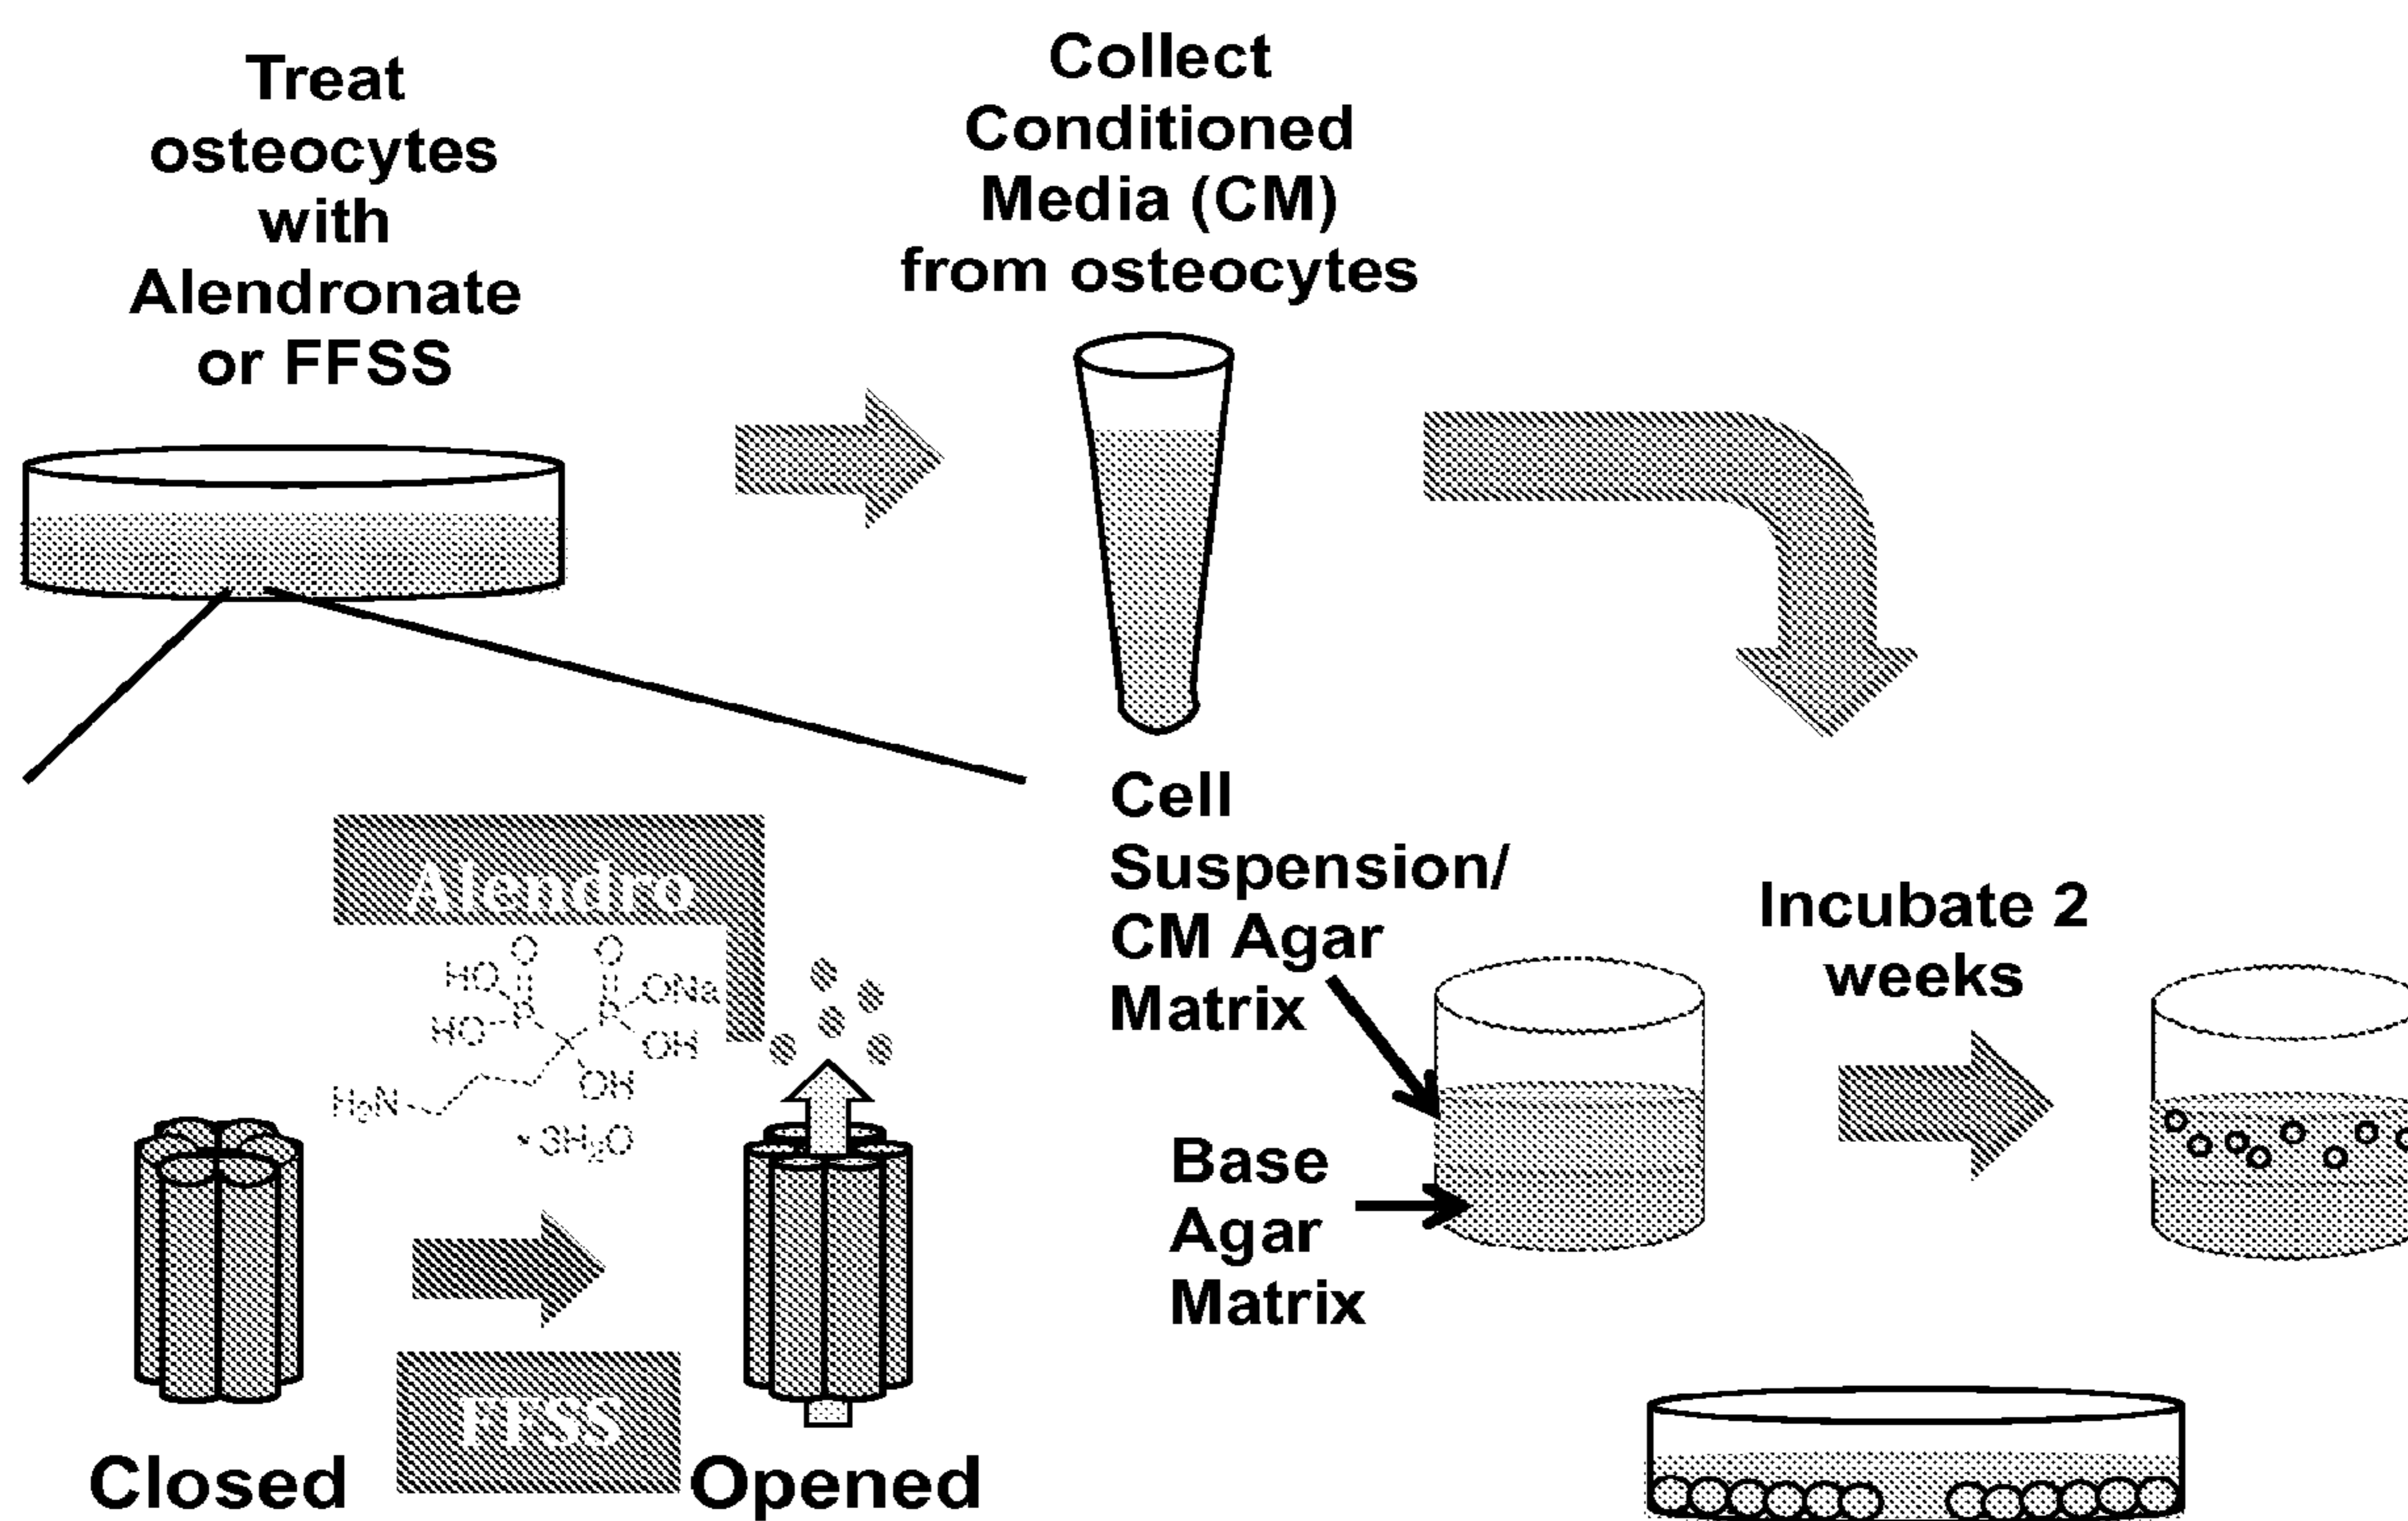 Treat
osteocytes
with
Alendronate
or FFSS
Collect
Conditioned
Media (CM)
from osteocytes
Alendro
O O
HO
P P
ONa
HO
OH
OH
H₂N
• 3H₂O
FFSS
Closed
Opened
Cell
Suspension/
CM Agar
Matrix
Base
Agar
Matrix
Incubate 2
weeks